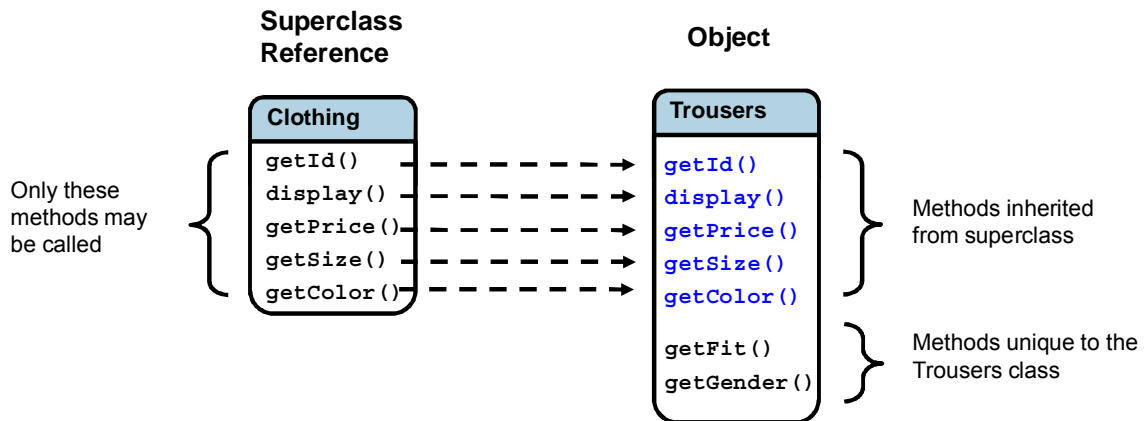 Superclass
Reference
Object
Clothing
Trousers
Only these
methods may
be called
getId()
display()
getPrice()
getSize()
getColor()
getId()
display()
getPrice()
getSize()
getColor()
getFit()
getGender()
Methods inherited
from superclass
Methods unique to the
Trousers class